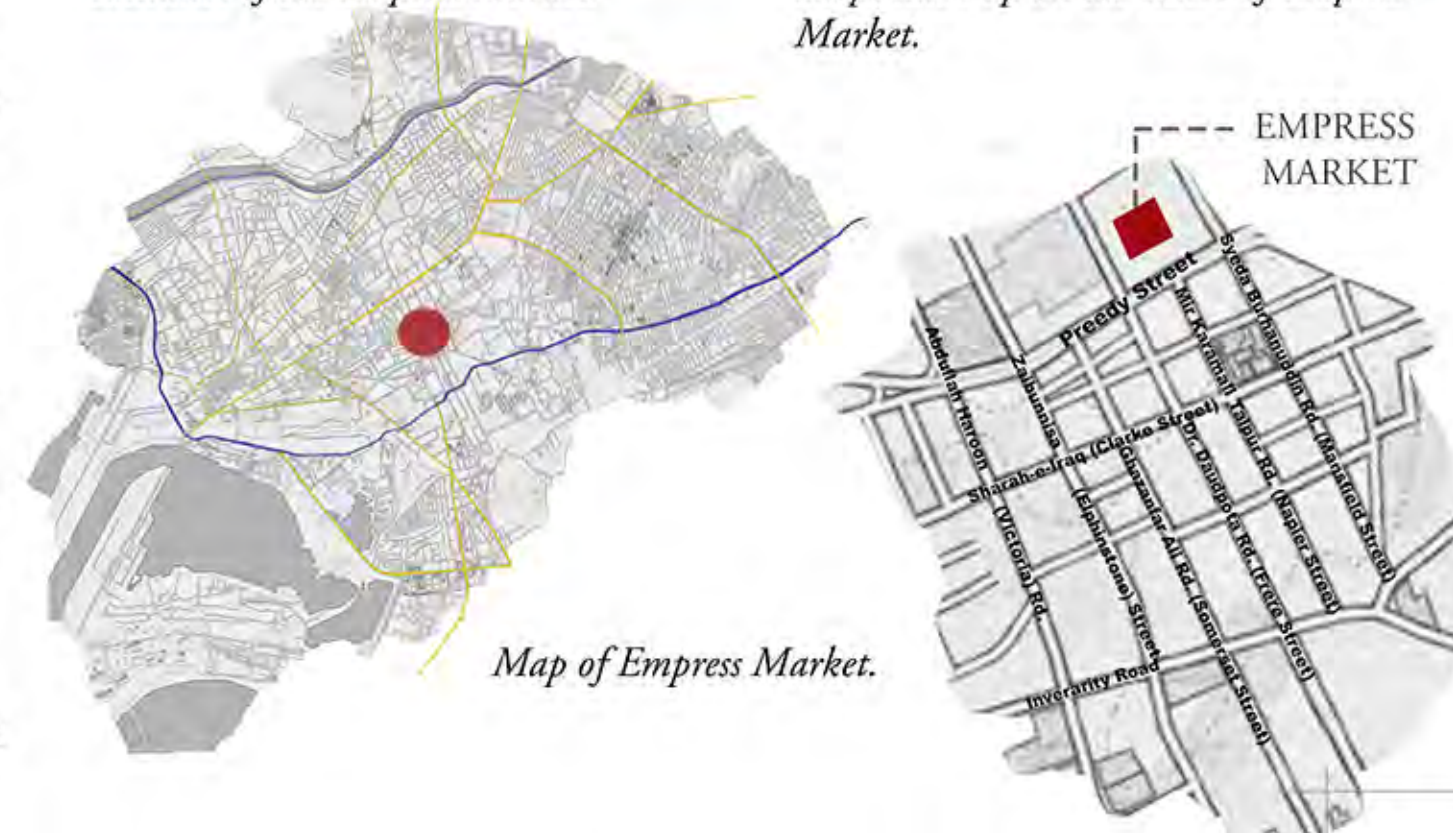 Market.
EMPRESS
MARKET
Preedy Street
Syeda Burhanuddin Rd. (Mansfield Street)
Mir Karamali Talpur Rd. (Napier Street)
Abdullah Haroon (Victoria) Rd.
Zaibunnisa (Elphinstone) Street
Sharah-e-Iraq (Clarke Street)
Ghazanfar Ali Rd. (Somerset Street)
Dr. Daudpota Rd. (Frere Street)
Inverarity Road
Map of Empress Market.